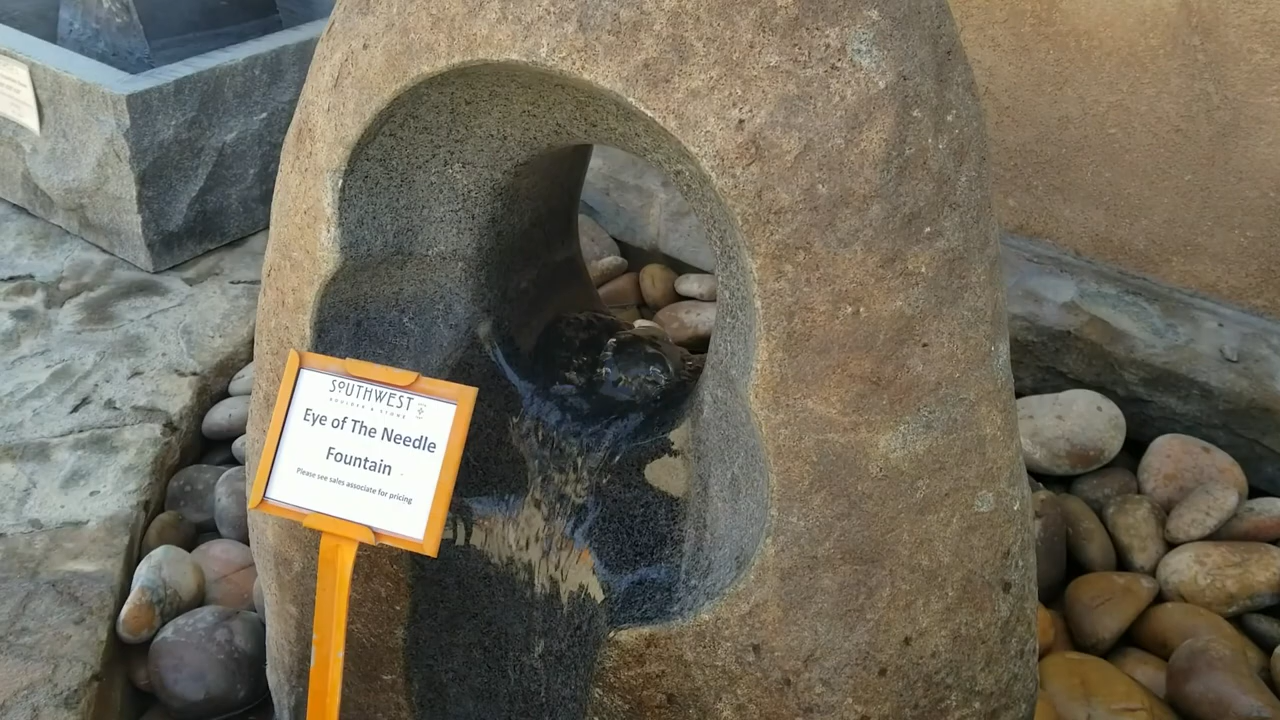 SOUTHWEST
BOULDER & STONE
Eye of The Needle
Fountain
Please see sales associate for pricing